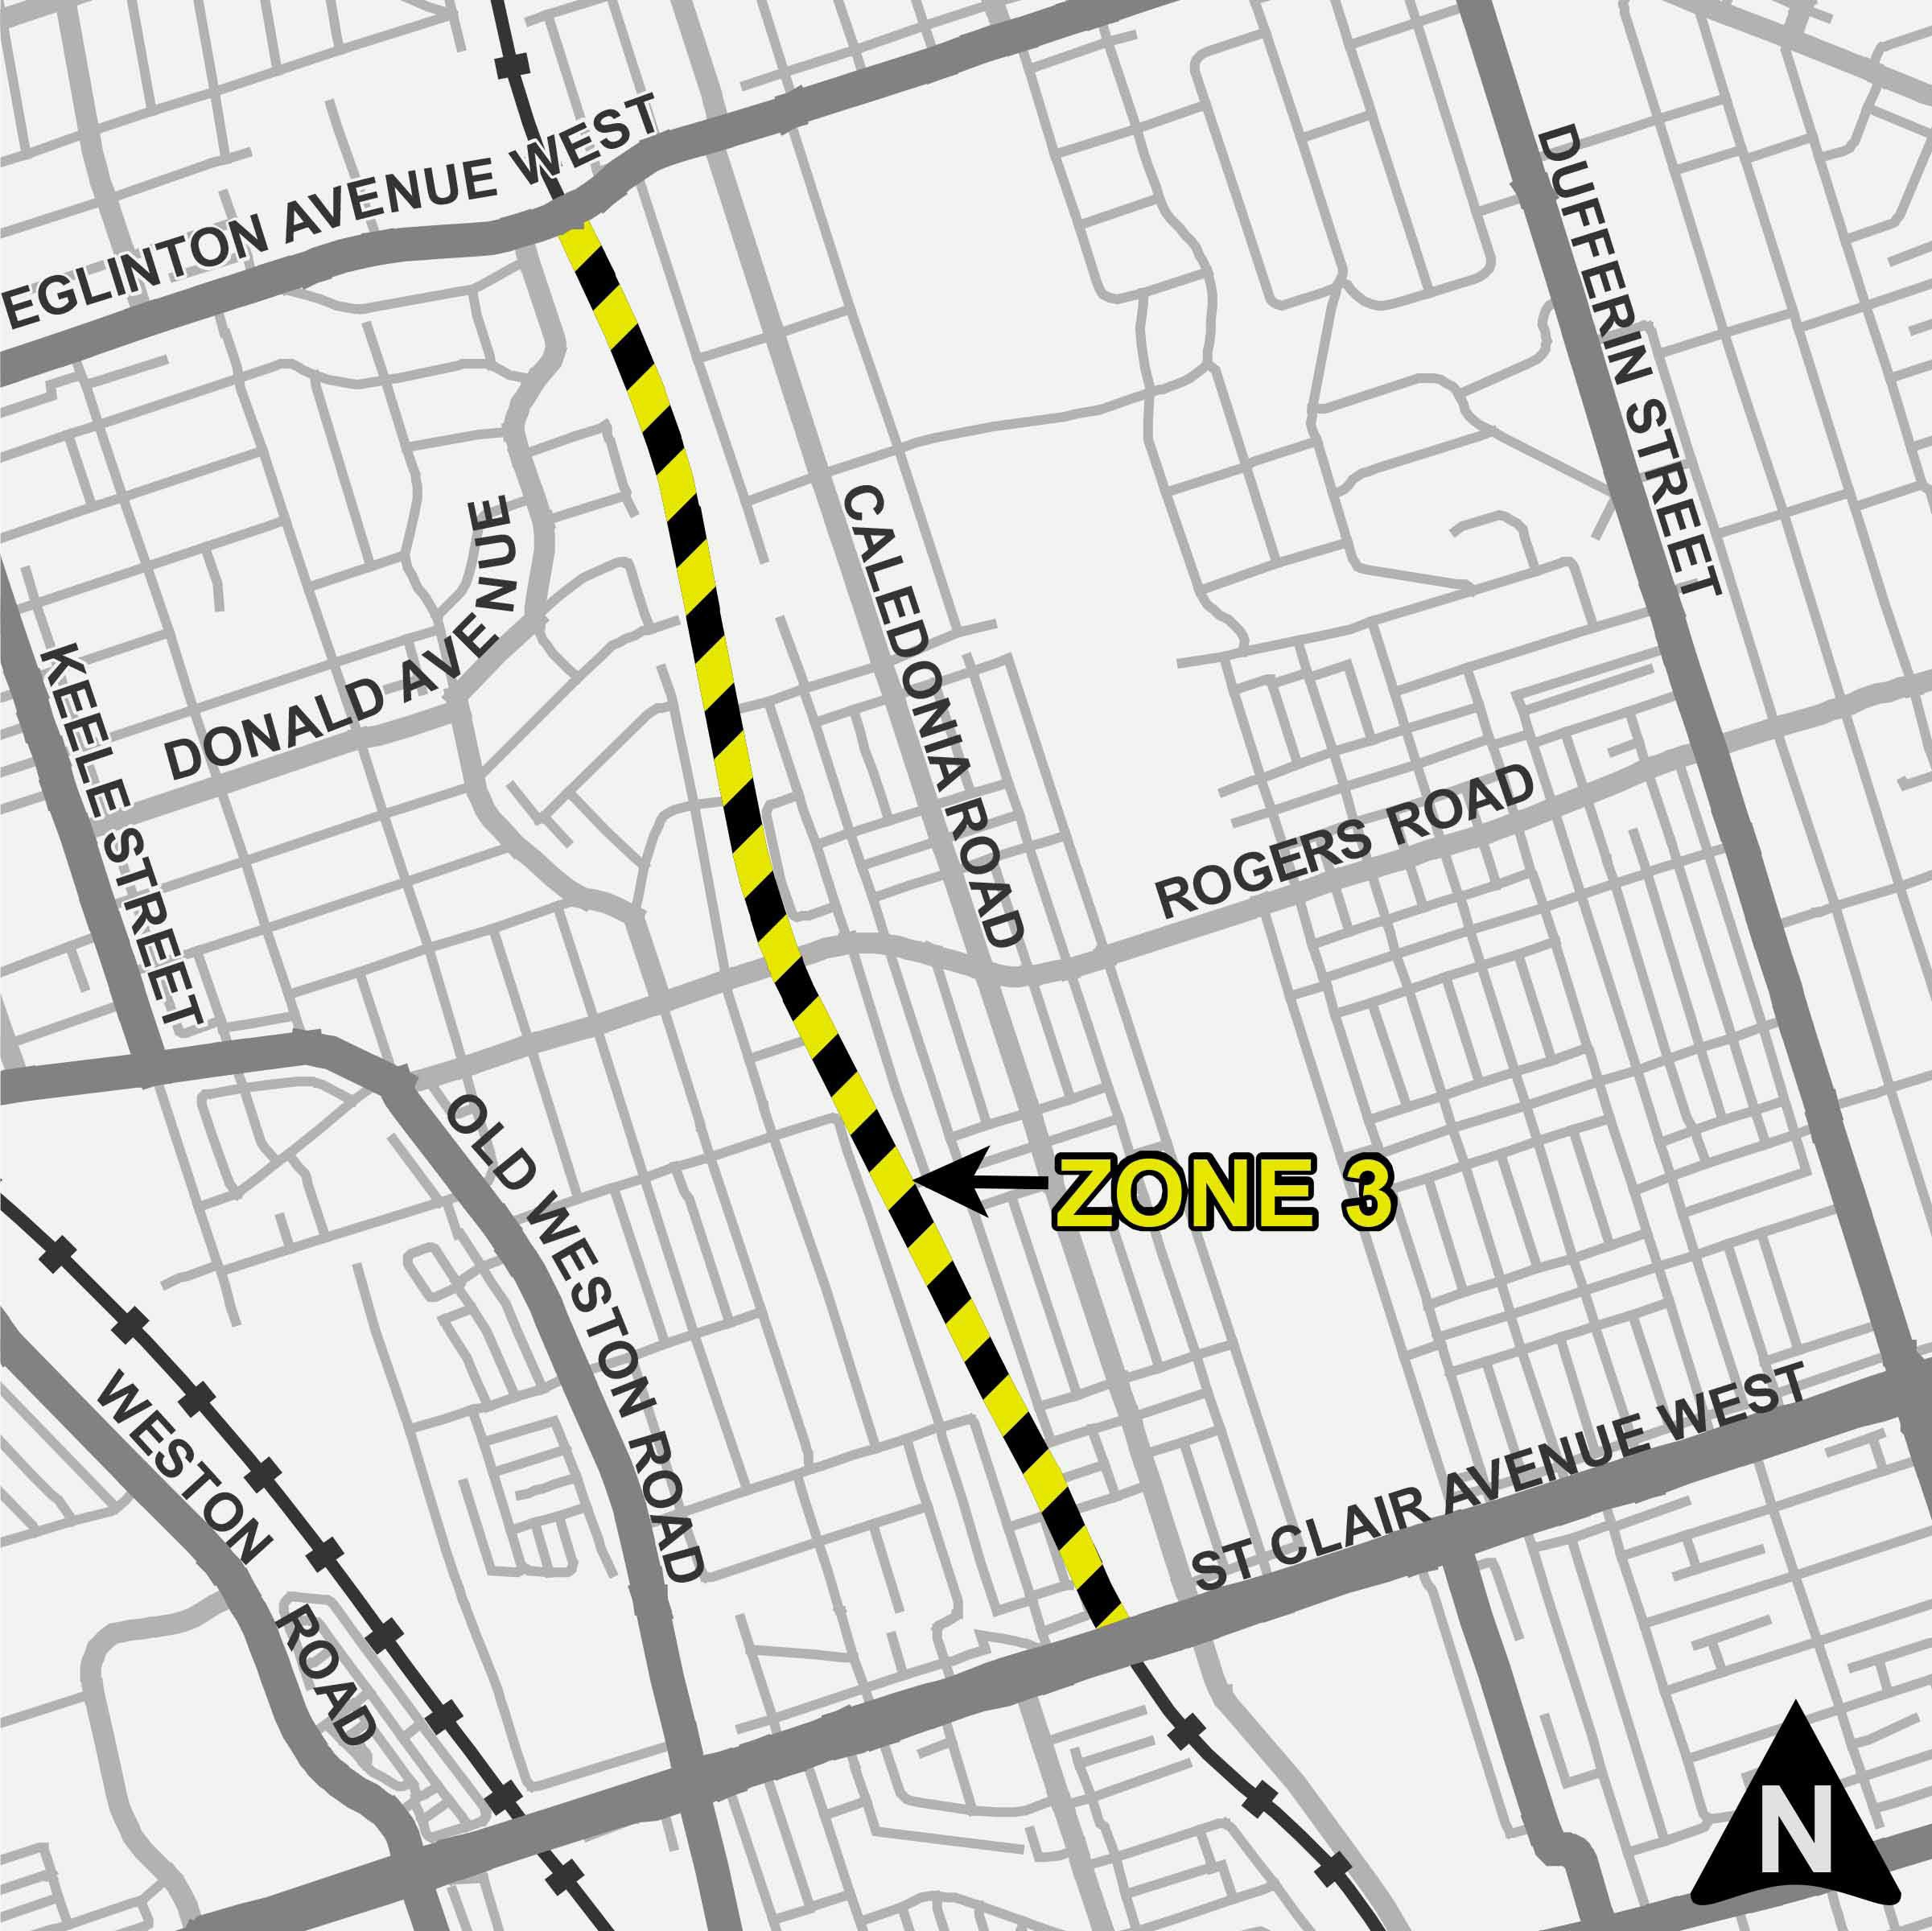 EGLINTON AVENUE WEST
DUFFERIN STREET
CALEDONIA ROAD
DONALD AVENUE
KEELE STREET
ROGERS ROAD
OLD WESTON ROAD
ZONE 3
ST CLAIR AVENUE WEST
WESTON ROAD
N